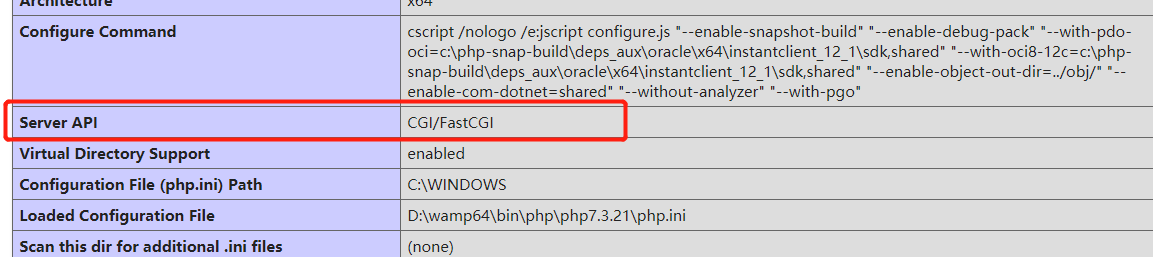 Architecture
x64
Configure Command
cscript /nologo /e:jscript configure.js "--enable-snapshot-build" "--enable-debug-pack" "--with-pdo-
oci=c:\php-snap-build\deps_aux\oracle\x64\instantclient_12_1\sdk,shared" "--with-oci8-12c=c:\php-
snap-build\deps_aux\oracle\x64\instantclient_12_1\sdk,shared" "--enable-object-out-dir=../obj/" "--
enable-com-dotnet=shared" "--without-analyzer" "--with-pgo"
Server API
CGI/FastCGI
Virtual Directory Support
enabled
Configuration File (php.ini) Path
C:\WINDOWS
Loaded Configuration File
D:\wamp64\bin\php\php7.3.21\php.ini
Scan this dir for additional .ini files
(none)